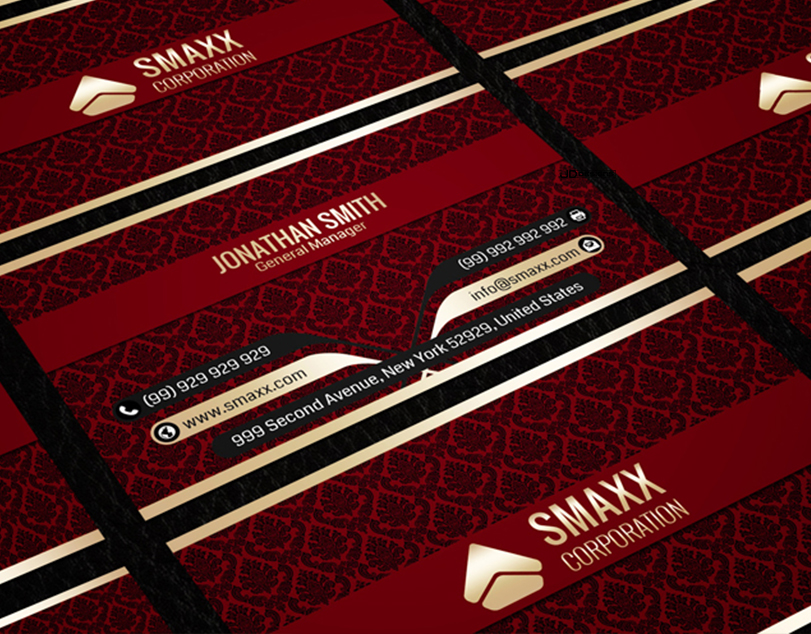 SMAXX
CORPORATION
JONATHAN SMITH
General Manager
(99) 992 992 992
info@smaxx.com
(99) 929 929 929
www.smaxx.com
999 Second Avenue, New York 52929, United States
SMAXX
CORPORATION